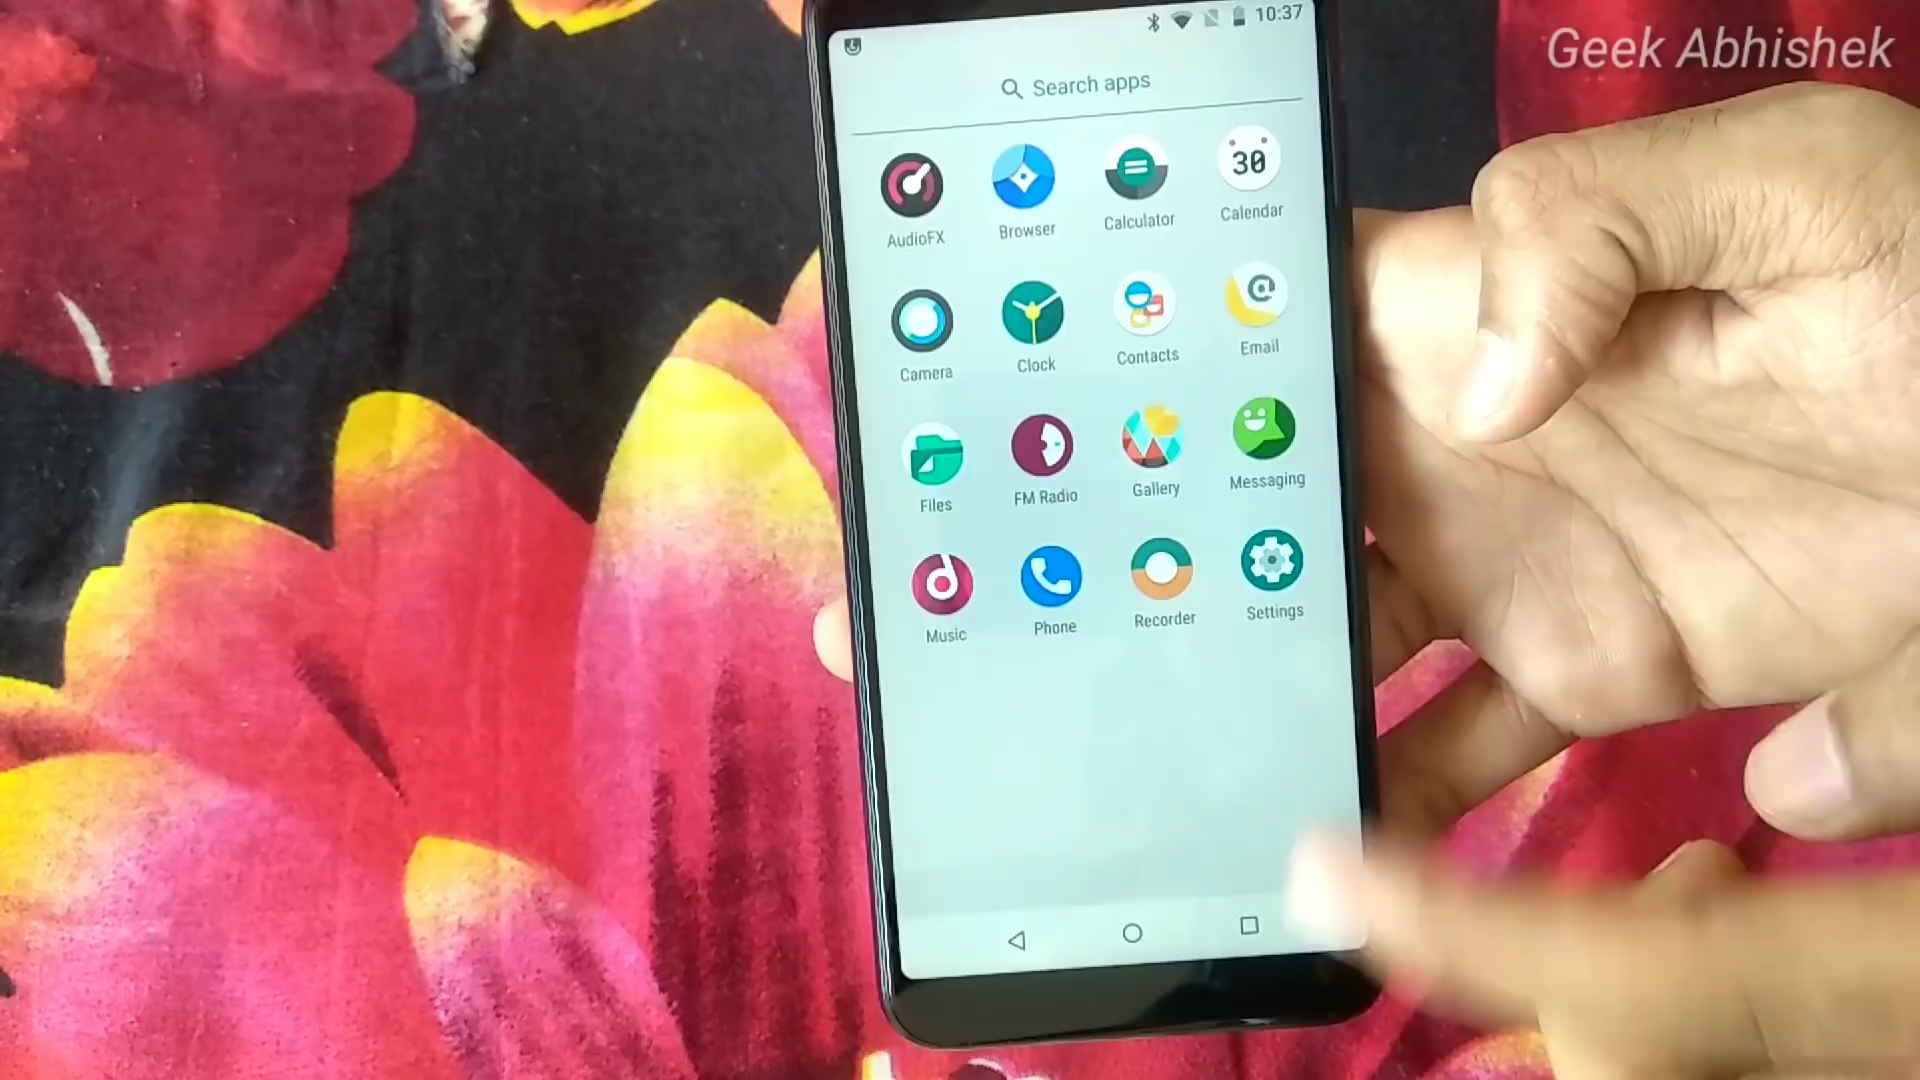 Geek Abhishek
10:37
Search apps
AudioFX
Browser
Calculator
Calendar
30
Camera
Clock
Contacts
Email
Files
FM Radio
Gallery
Messaging
Music
Phone
Recorder
Settings